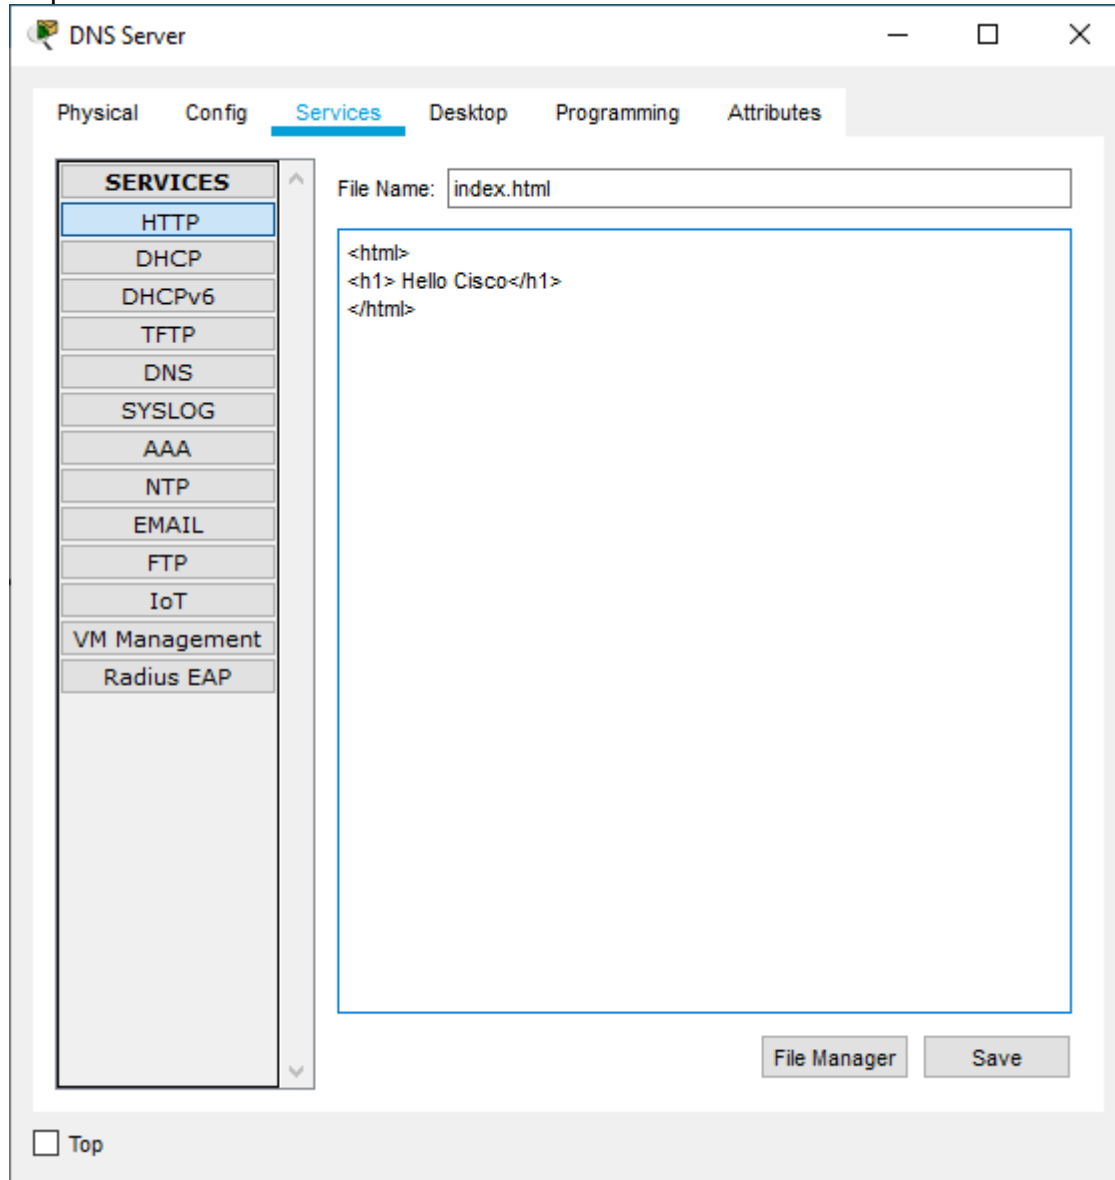 DNS Server
Physical Config Services Desktop Programming Attributes
SERVICES
HTTP
DHCP
DHCPv6
TFTP
DNS
SYSLOG
AAA
NTP
EMAIL
FTP
IoT
VM Management
Radius EAP
File Name: index.html
<html>
<h1> Hello Cisco</h1>
</html>
File Manager Save
Top